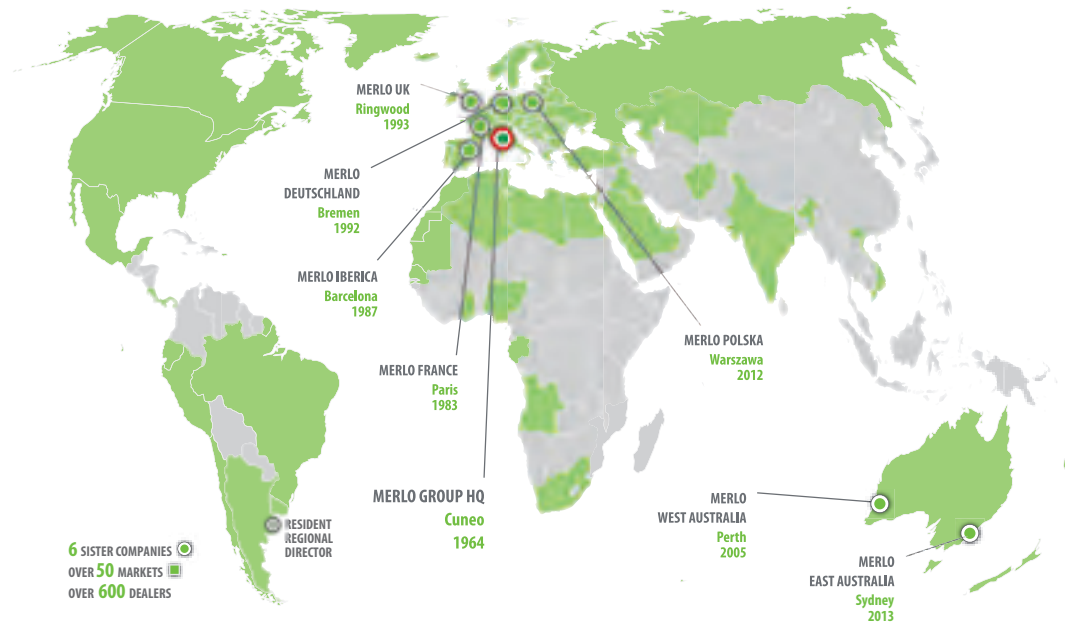 MERLO UK
Ringwood
1993
MERLO
DEUTSCHLAND
Bremen
1992
MERLO IBERICA
Barcelona
1987
MERLO FRANCE
Paris
1983
MERLO GROUP HQ
Cuneo
1964
MERLO POLSKA
Warszawa
2012
MERLO
WEST AUSTRALIA
Perth
2005
MERLO
EAST AUSTRALIA
Sydney
2013
RESIDENT
REGIONAL
DIRECTOR
6 SISTER COMPANIES
OVER 50 MARKETS
OVER 600 DEALERS